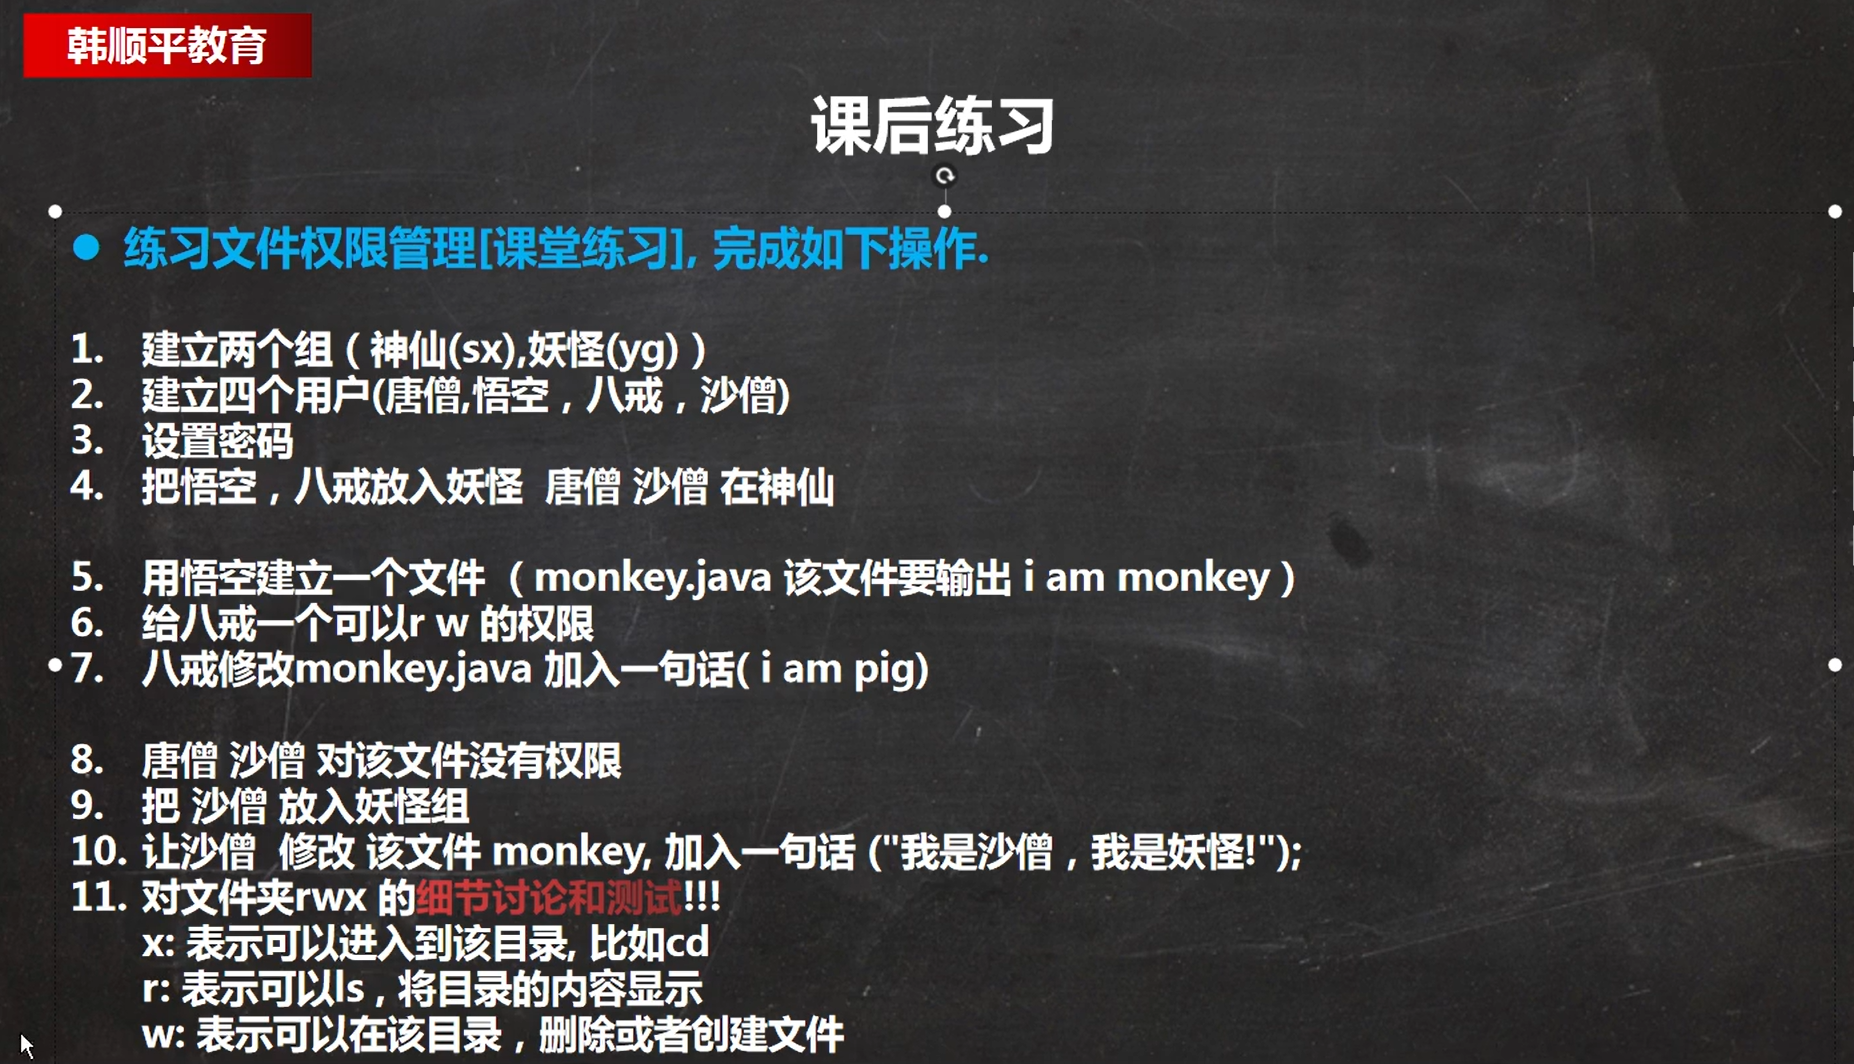 韩顺平教育
课后练习
● 练习文件权限管理[课堂练习], 完成如下操作.
1. 建立两个组（神仙(sx),妖怪(yg)）
2. 建立四个用户(唐僧,悟空，八戒，沙僧)
3. 设置密码
4. 把悟空，八戒放入妖怪 唐僧 沙僧 在神仙
5. 用悟空建立一个文件 （monkey.java 该文件要输出 i am monkey）
6. 给八戒一个可以r w 的权限
7. 八戒修改monkey.java 加入一句话( i am pig)
8. 唐僧 沙僧 对该文件没有权限
9. 把 沙僧 放入妖怪组
10. 让沙僧 修改 该文件 monkey, 加入一句话 ("我是沙僧，我是妖怪!");
11. 对文件夹rwx 的细节讨论和测试!!!
x: 表示可以进入到该目录, 比如cd
r: 表示可以ls，将目录的内容显示
w: 表示可以在该目录，删除或者创建文件